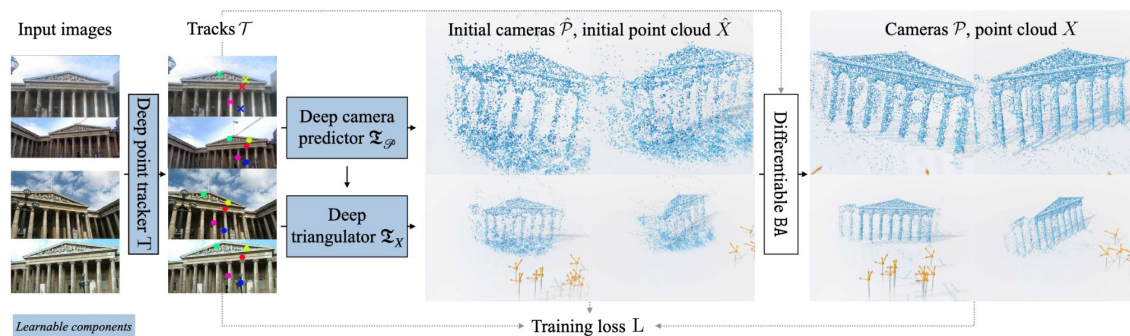 Input images
Tracks 𝒯
Initial cameras 𝒫̂, initial point cloud X̂
Cameras 𝒫, point cloud X
Deep point tracker T
Deep camera
predictor 𝔗𝒫
Deep
triangulator 𝔗X
Differentiable BA
Learnable components
Training loss L